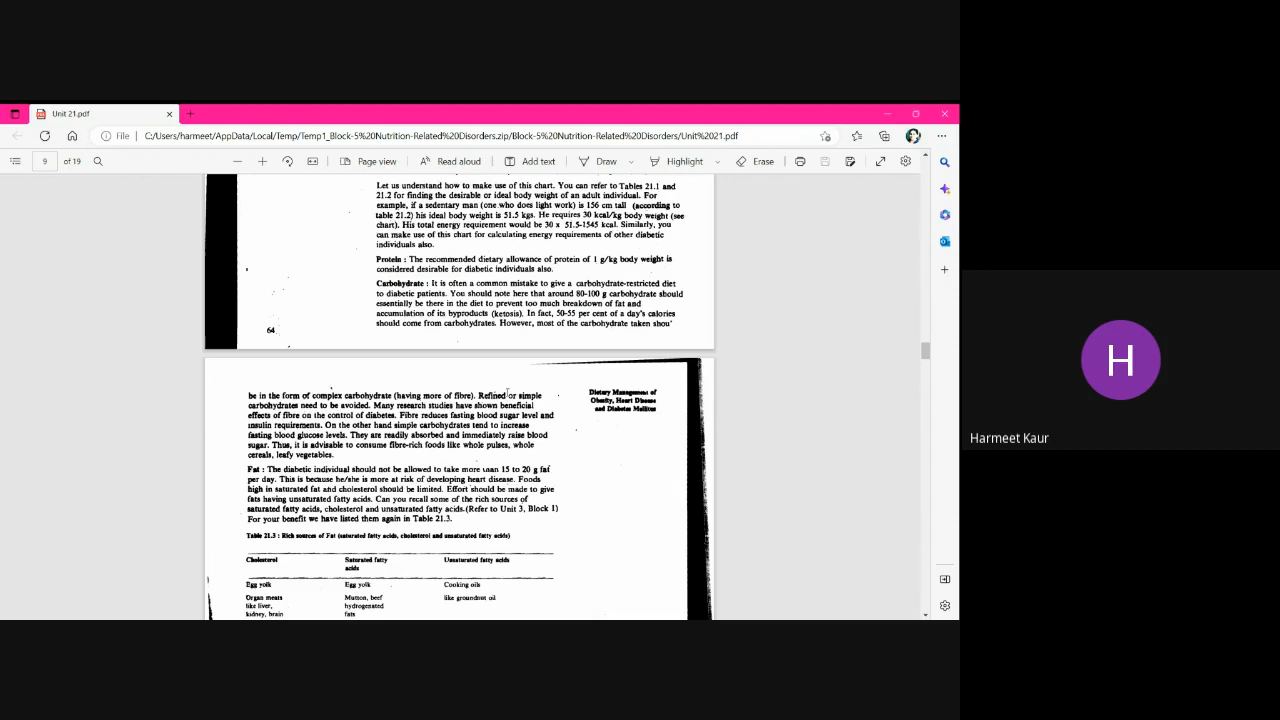 Unit 21.pdf
File
C:/Users/harmeet/AppData/Local/Temp/Temp1_Block-5%20Nutrition-Related%20Disorders.zip/Block-5%20Nutrition-Related%20Disorders/Unit%2021.pdf
9 of 19
Page view
Read aloud
Add text
Draw
Highlight
Erase
Let us understand how to make use of this chart. You can refer to Tables 21.1 and
21.2 for finding the desirable or ideal body weight of an adult individual. For
example, if a sedentary man (one who does light work) is 156 cm tall (according to
table 21.2) his ideal body weight is 51.5 kgs. He requires 30 kcal/kg body weight (see
chart). His total energy requirement would be 30 x 51.5-1545 kcal. Similarly, you
can make use of this chart for calculating energy requirements of other diabetic
individuals also.
Protein : The recommended dietary allowance of protein of 1 g/kg body weight is
considered desirable for diabetic individuals also.
Carbohydrate : It is often a common mistake to give a carbohydrate-restricted diet
to diabetic patients. You should note here that around 80-100 g carbohydrate should
essentially be there in the diet to prevent too much breakdown of fat and
accumulation of its byproducts (ketosis). In fact, 50-55 per cent of a day's calories
should come from carbohydrates. However, most of the carbohydrate taken shou
64
be in the form of complex carbohydrate (having more of fibre). Refined or simple
carbohydrates need to be avoided. Many research studies have shown beneficial
effects of fibre on the control of diabetes. Fibre reduces fasting blood sugar level and
insulin requirements. On the other hand simple carbohydrates tend to increase
fasting blood glucose levels. They are readily absorbed and immediately raise blood
sugar. Thus, it is advisable to consume fibre-rich foods like whole pulses, whole
cereals, leafy vegetables.
Dietary Management of
Obesity, Heart Disease
and Diabetes Mellitus
Fat : The diabetic individual should not be allowed to take more than 15 to 20 g fat
per day. This is because he/she is more at risk of developing heart disease. Foods
high in saturated fat and cholesterol should be limited. Effort should be made to give
fats having unsaturated fatty acids. Can you recall some of the rich sources of
saturated fatty acids, cholesterol and unsaturated fatty acids.(Refer to Unit 3, Block 1)
For your benefit we have listed them again in Table 21.3.
Table 21.3 : Rich sources of Fat (saturated fatty acids, cholesterol and unsaturated fatty acids)
Cholesterol Saturated fatty Unsaturated fatty acids
acids
Egg yolk Egg yolk Cooking oils
Organ meats Mutton, beef like groundnut oil
like liver, hydrogenated
kidney, brain fats
H
Harmeet Kaur